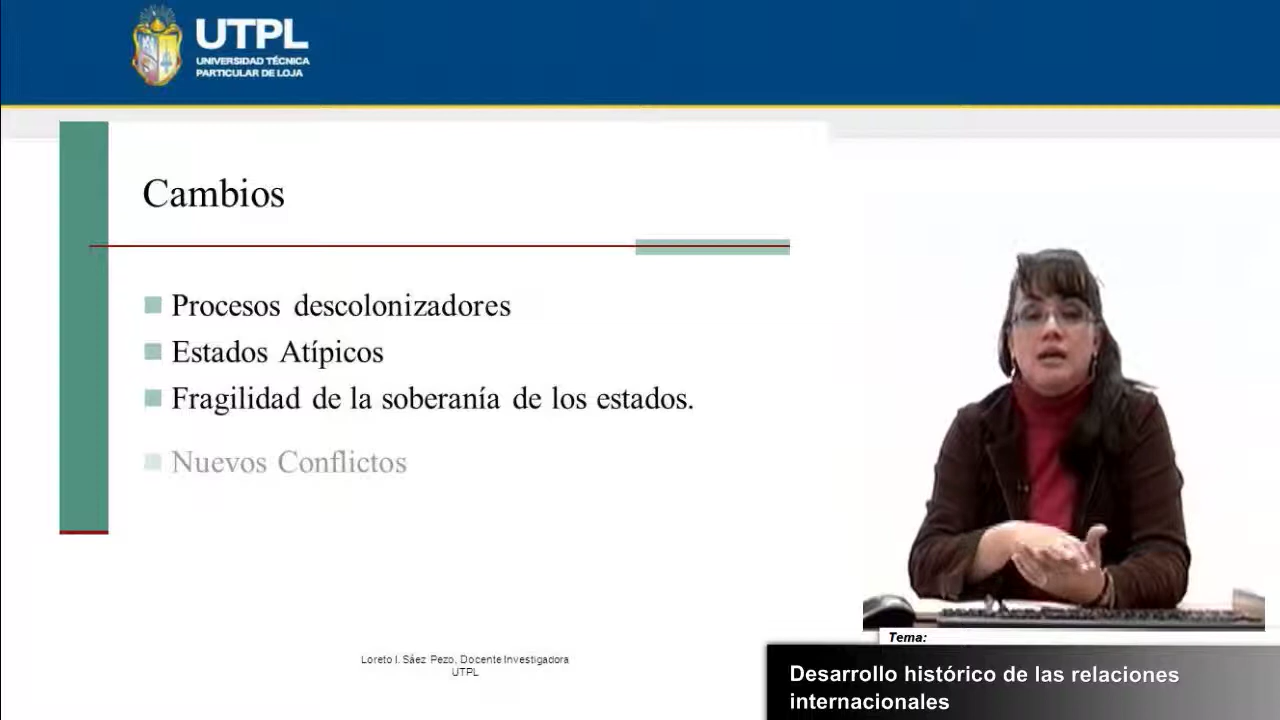 UTPL
UNIVERSIDAD TÉCNICA
PARTICULAR DE LOJA
Cambios
Procesos descolonizadores
Estados Atípicos
Fragilidad de la soberanía de los estados.
Nuevos Conflictos
Loreto I. Sáez Pezo, Docente Investigadora
UTPL
Tema:
Desarrollo histórico de las relaciones
internacionales